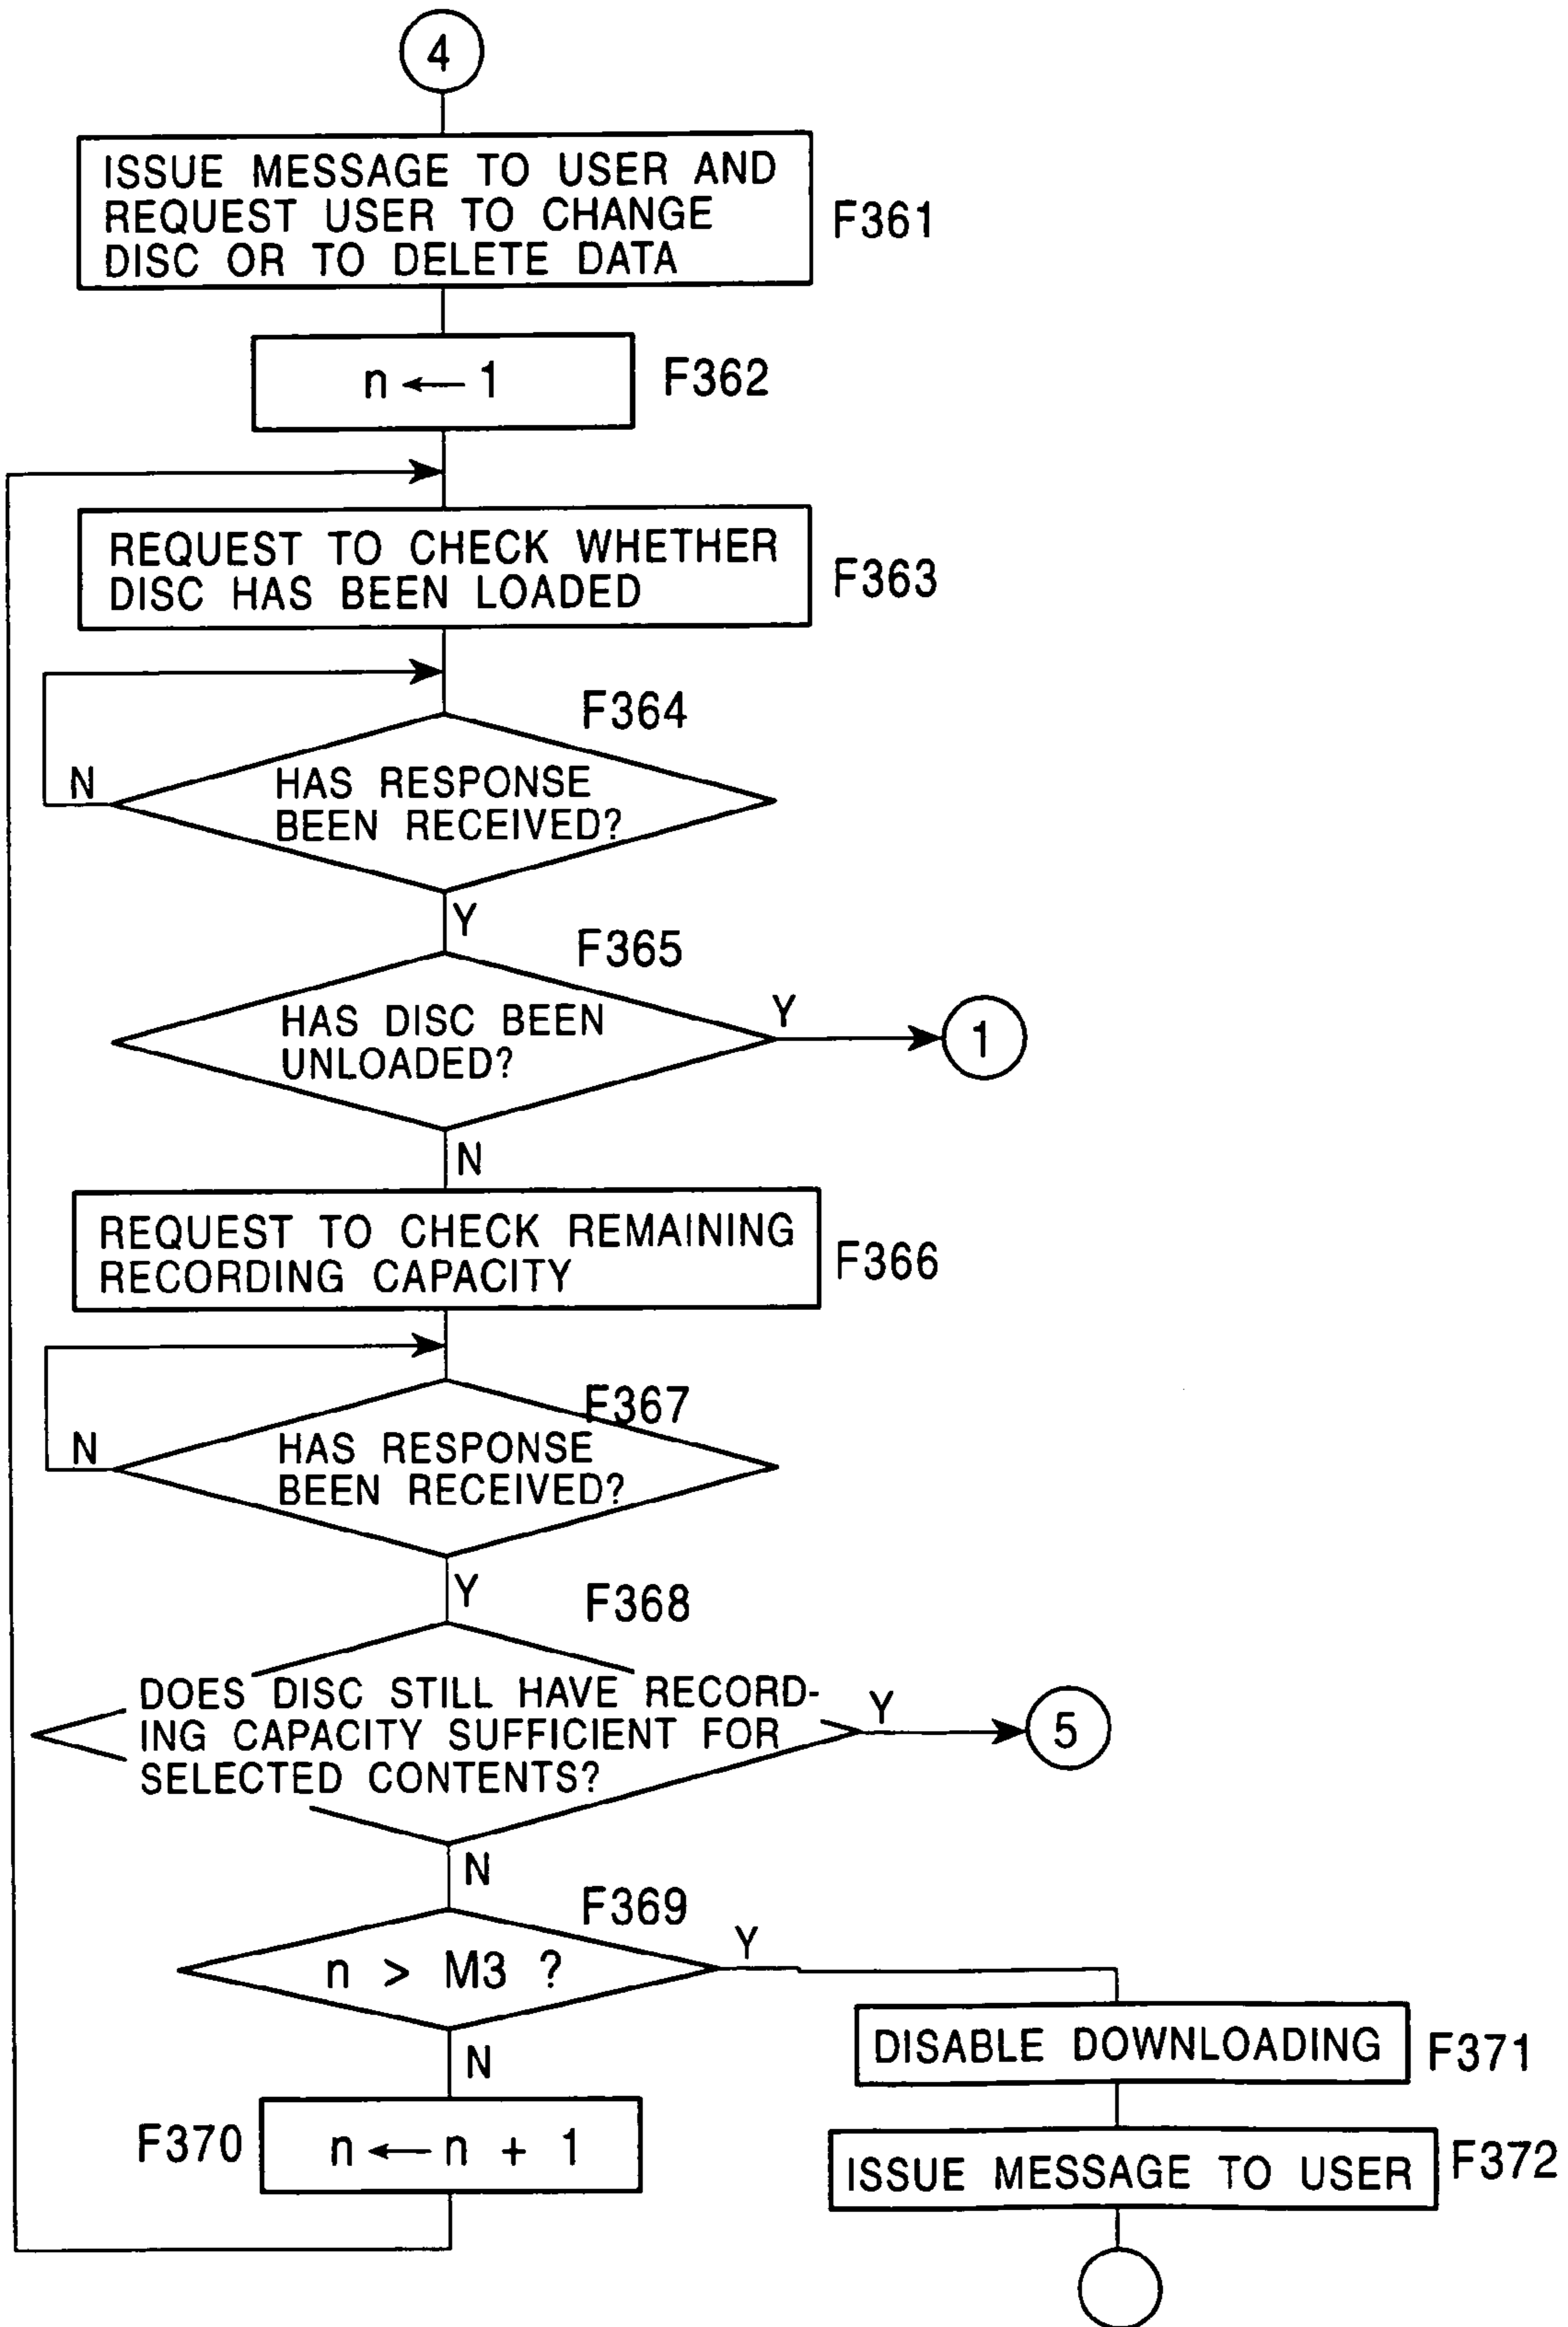 4
ISSUE MESSAGE TO USER AND
REQUEST USER TO CHANGE
DISC OR TO DELETE DATA
F361
n ← 1
F362
REQUEST TO CHECK WHETHER
DISC HAS BEEN LOADED
F363
F364
N
HAS RESPONSE
BEEN RECEIVED?
Y
F365
HAS DISC BEEN
UNLOADED?
Y
1
N
REQUEST TO CHECK REMAINING
RECORDING CAPACITY
F366
F367
N
HAS RESPONSE
BEEN RECEIVED?
Y
F368
DOES DISC STILL HAVE RECORD-
ING CAPACITY SUFFICIENT FOR
SELECTED CONTENTS?
Y
5
N
F369
n > M3 ?
Y
N
DISABLE DOWNLOADING
F371
F370
n ← n + 1
ISSUE MESSAGE TO USER
F372